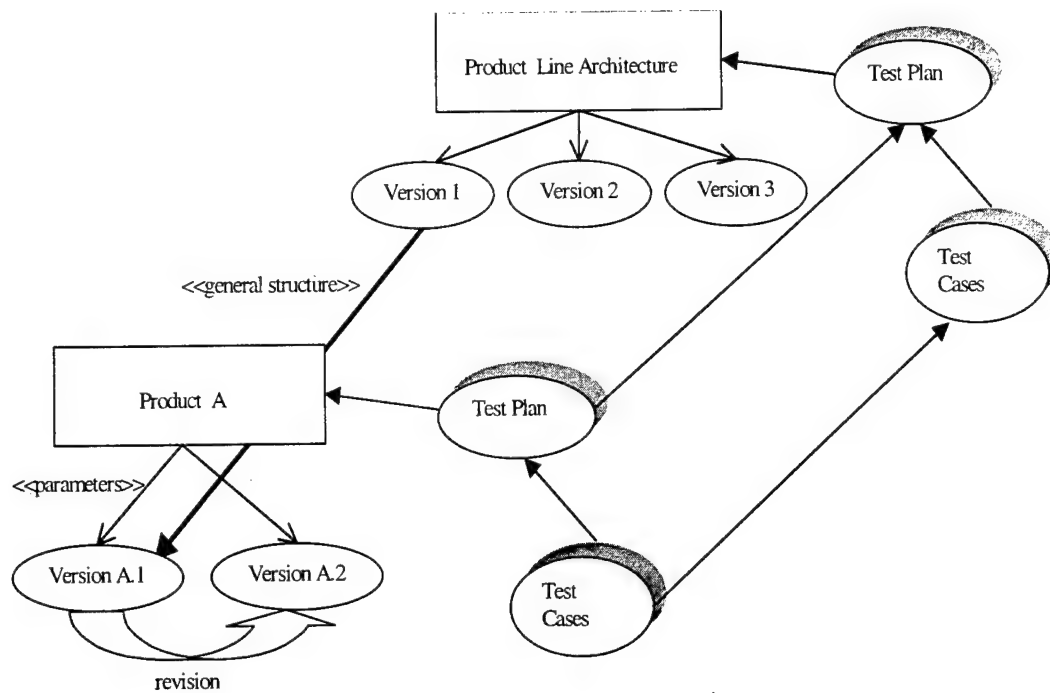 Product Line Architecture
Test Plan
Version 1
Version 2
Version 3
Test
Cases
<<general structure>>
Product A
Test Plan
<<parameters>>
Version A.1
Version A.2
Test
Cases
revision